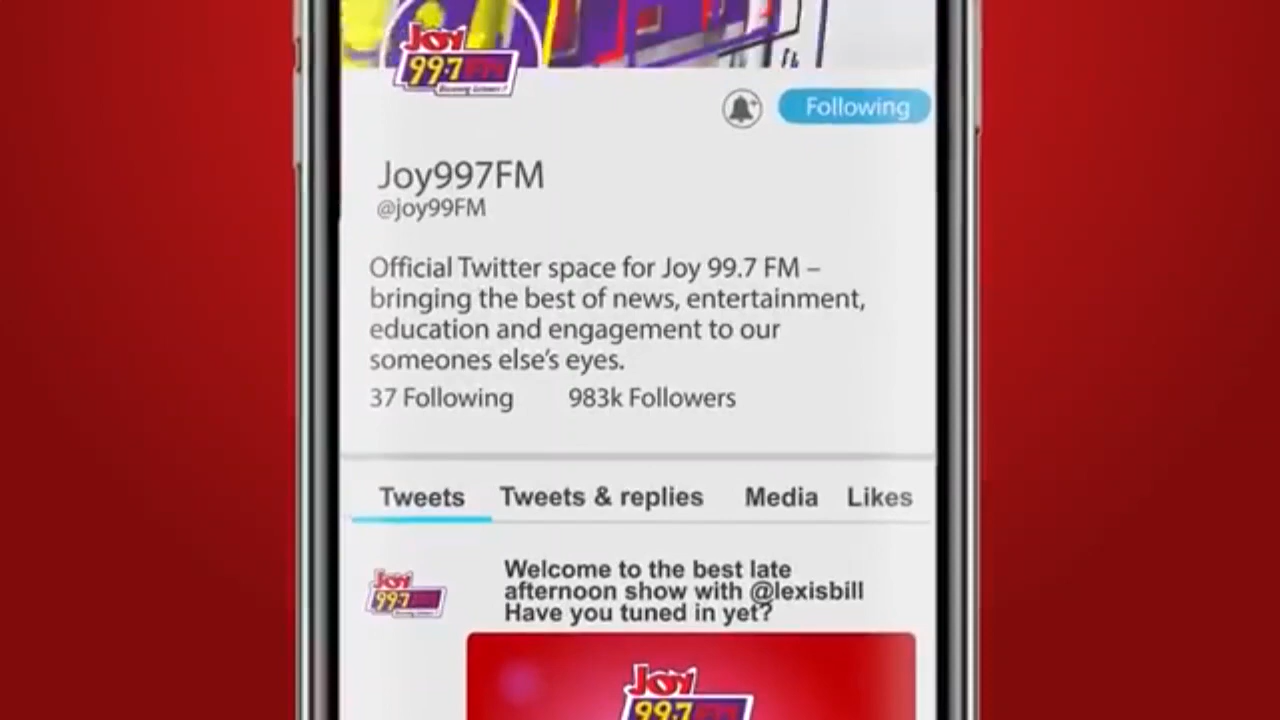 Joy
99.7 FM
Following
Joy997FM
@joy99FM
Official Twitter space for Joy 99.7 FM –
bringing the best of news, entertainment,
education and engagement to our
someones else's eyes.
37 Following 983k Followers
Tweets Tweets & replies Media Likes
Joy
99.7
Welcome to the best late
afternoon show with @lexisbill
Have you tuned in yet?
Joy
99.7 FM